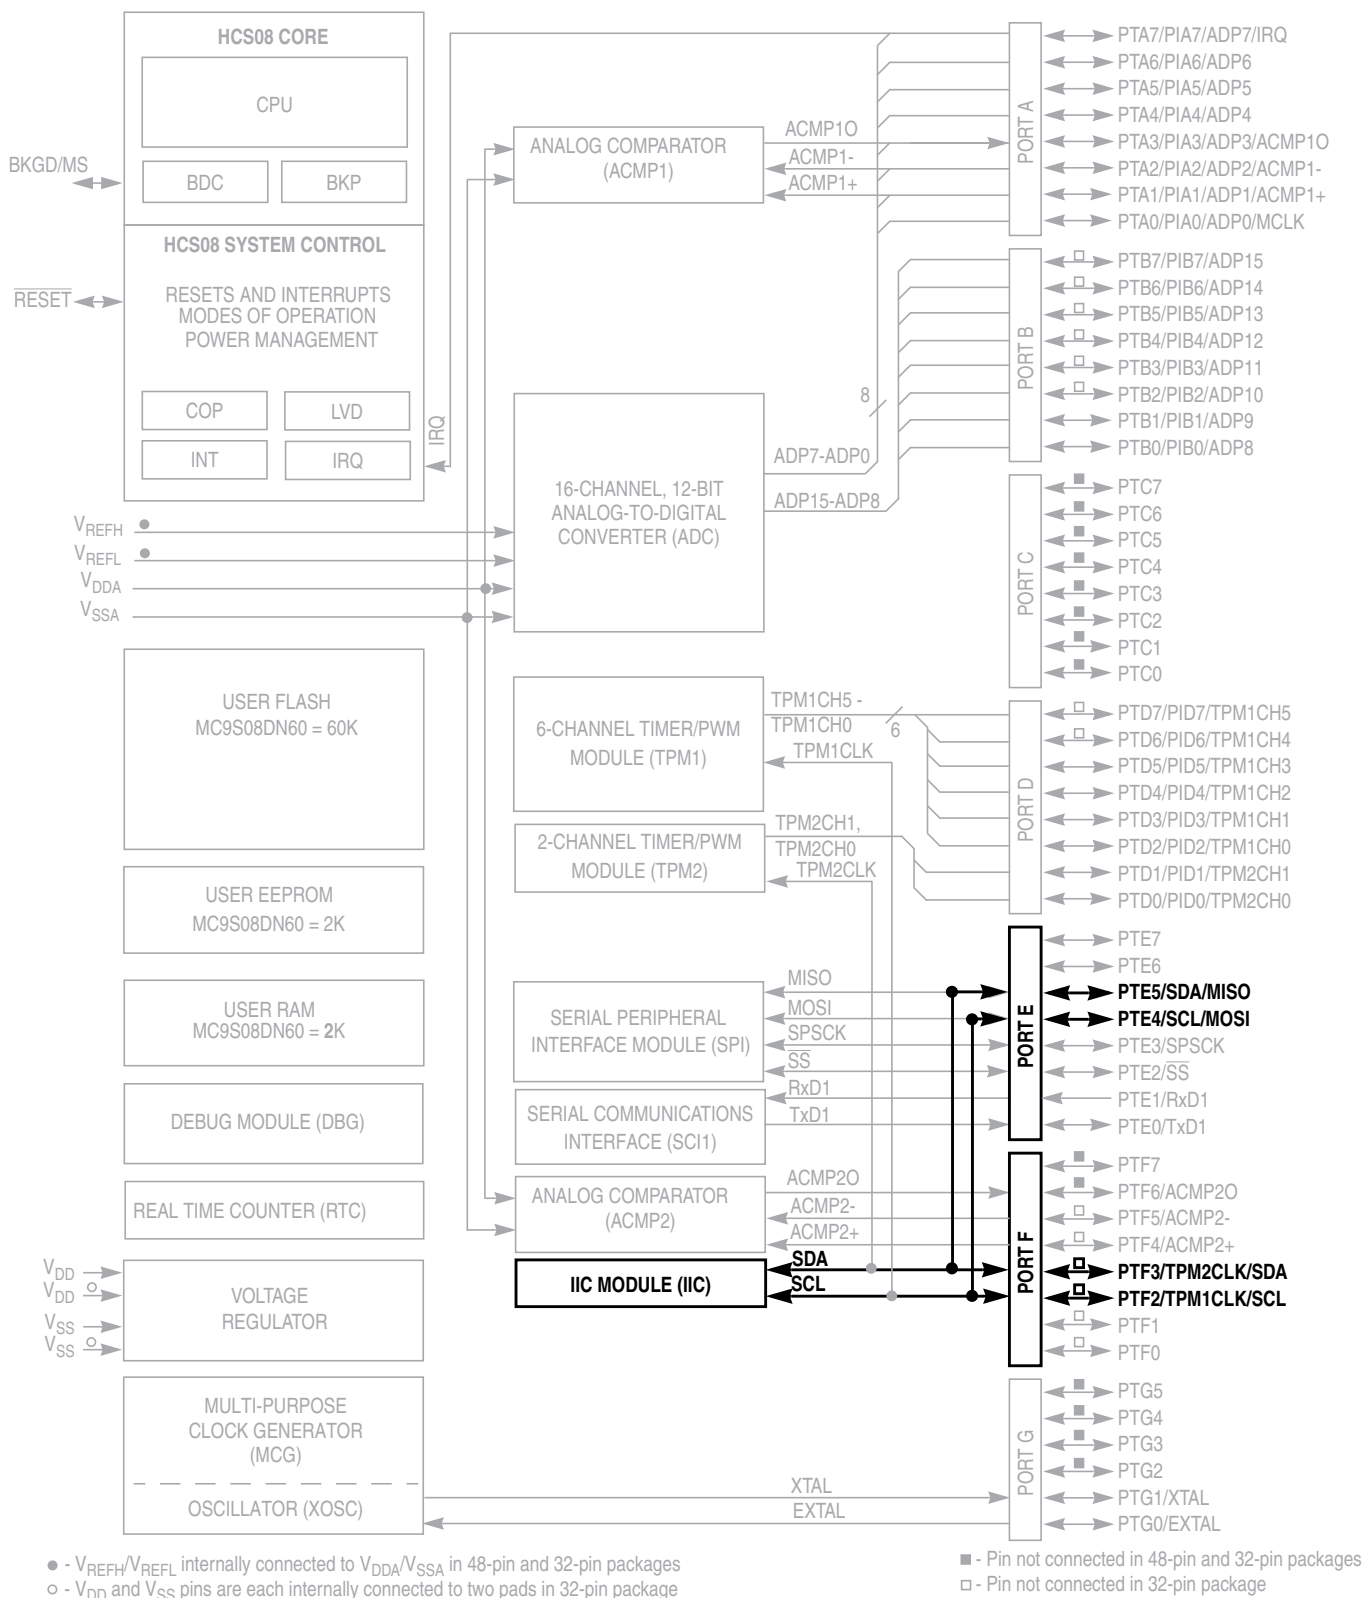 HCS08 CORE
CPU
BDC
BKP
BKGD/MS
HCS08 SYSTEM CONTROL
RESETS AND INTERRUPTS
MODES OF OPERATION
POWER MANAGEMENT
RESET
COP
LVD
INT
IRQ
IRQ
VREFH
VREFL
VDDA
VSSA
USER FLASH
MC9S08DN60 = 60K
USER EEPROM
MC9S08DN60 = 2K
USER RAM
MC9S08DN60 = 2K
DEBUG MODULE (DBG)
REAL TIME COUNTER (RTC)
VDD
VDD
VSS
VSS
VOLTAGE
REGULATOR
MULTI-PURPOSE
CLOCK GENERATOR
(MCG)
OSCILLATOR (XOSC)
ANALOG COMPARATOR
(ACMP1)
ACMP1O
ACMP1-
ACMP1+
16-CHANNEL, 12-BIT
ANALOG-TO-DIGITAL
CONVERTER (ADC)
8
ADP7-ADP0
ADP15-ADP8
6-CHANNEL TIMER/PWM
MODULE (TPM1)
TPM1CH5 -
TPM1CH0
6
TPM1CLK
2-CHANNEL TIMER/PWM
MODULE (TPM2)
TPM2CH1,
TPM2CH0
TPM2CLK
SERIAL PERIPHERAL
INTERFACE MODULE (SPI)
MISO
MOSI
SPSCK
SS
SERIAL COMMUNICATIONS
INTERFACE (SCI1)
RxD1
TxD1
ANALOG COMPARATOR
(ACMP2)
ACMP2O
ACMP2-
ACMP2+
IIC MODULE (IIC)
SDA
SCL
XTAL
EXTAL
PORT A
PTA7/PIA7/ADP7/IRQ
PTA6/PIA6/ADP6
PTA5/PIA5/ADP5
PTA4/PIA4/ADP4
PTA3/PIA3/ADP3/ACMP1O
PTA2/PIA2/ADP2/ACMP1-
PTA1/PIA1/ADP1/ACMP1+
PTA0/PIA0/ADP0/MCLK
PORT B
PTB7/PIB7/ADP15
PTB6/PIB6/ADP14
PTB5/PIB5/ADP13
PTB4/PIB4/ADP12
PTB3/PIB3/ADP11
PTB2/PIB2/ADP10
PTB1/PIB1/ADP9
PTB0/PIB0/ADP8
PORT C
PTC7
PTC6
PTC5
PTC4
PTC3
PTC2
PTC1
PTC0
PORT D
PTD7/PID7/TPM1CH5
PTD6/PID6/TPM1CH4
PTD5/PID5/TPM1CH3
PTD4/PID4/TPM1CH2
PTD3/PID3/TPM1CH1
PTD2/PID2/TPM1CH0
PTD1/PID1/TPM2CH1
PTD0/PID0/TPM2CH0
PORT E
PTE7
PTE6
PTE5/SDA/MISO
PTE4/SCL/MOSI
PTE3/SPSCK
PTE2/SS
PTE1/RxD1
PTE0/TxD1
PORT F
PTF7
PTF6/ACMP2O
PTF5/ACMP2-
PTF4/ACMP2+
PTF3/TPM2CLK/SDA
PTF2/TPM1CLK/SCL
PTF1
PTF0
PORT G
PTG5
PTG4
PTG3
PTG2
PTG1/XTAL
PTG0/EXTAL
● - VREFH/VREFL internally connected to VDDA/VSSA in 48-pin and 32-pin packages
○ - VDD and VSS pins are each internally connected to two pads in 32-pin package
■ - Pin not connected in 48-pin and 32-pin packages
□ - Pin not connected in 32-pin package